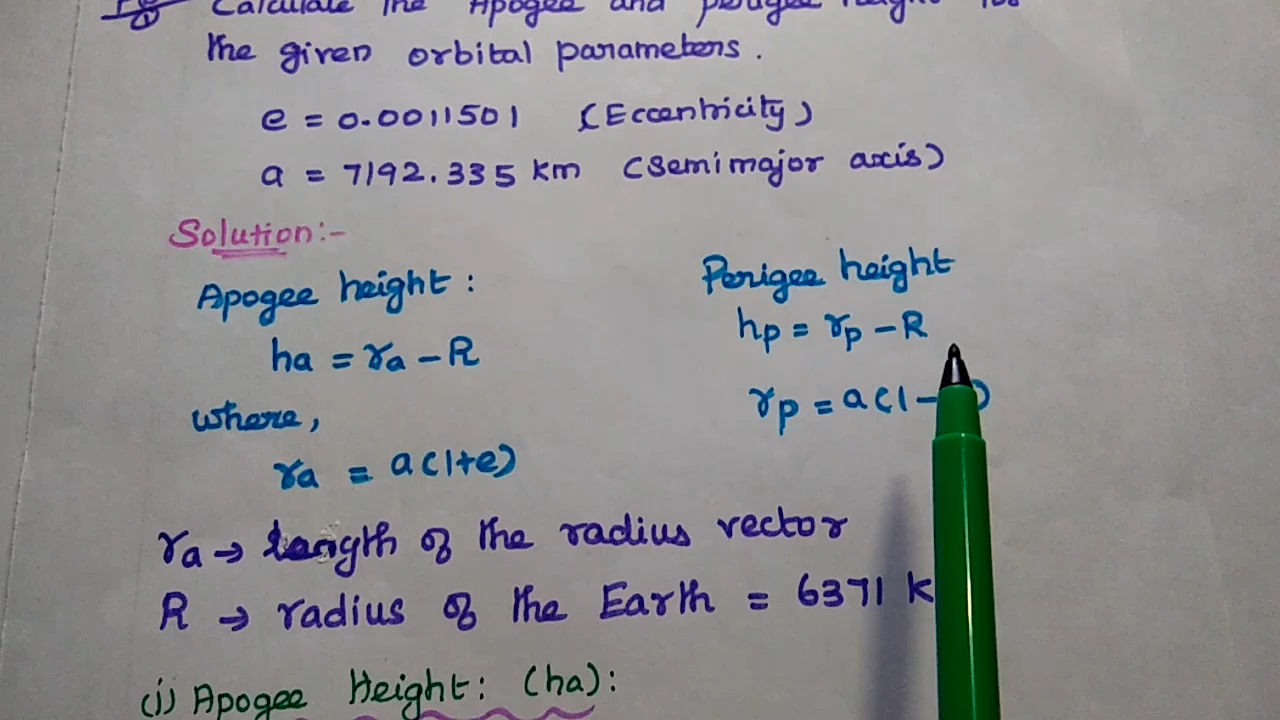 Calculate the Apogee and perigee height for
the given orbital parameters.
e = 0.0011501 (Eccentricity)
a = 7192.335 km (Semimajor axis)
Solution:-
Apogee height:
ha = ra - R
where,
ra = a(1+e)
Perigee height
hp = rp - R
rp = a(1- )
ra → length of the radius vector
R → radius of the Earth = 6371 k
(i) Apogee Height: (ha):